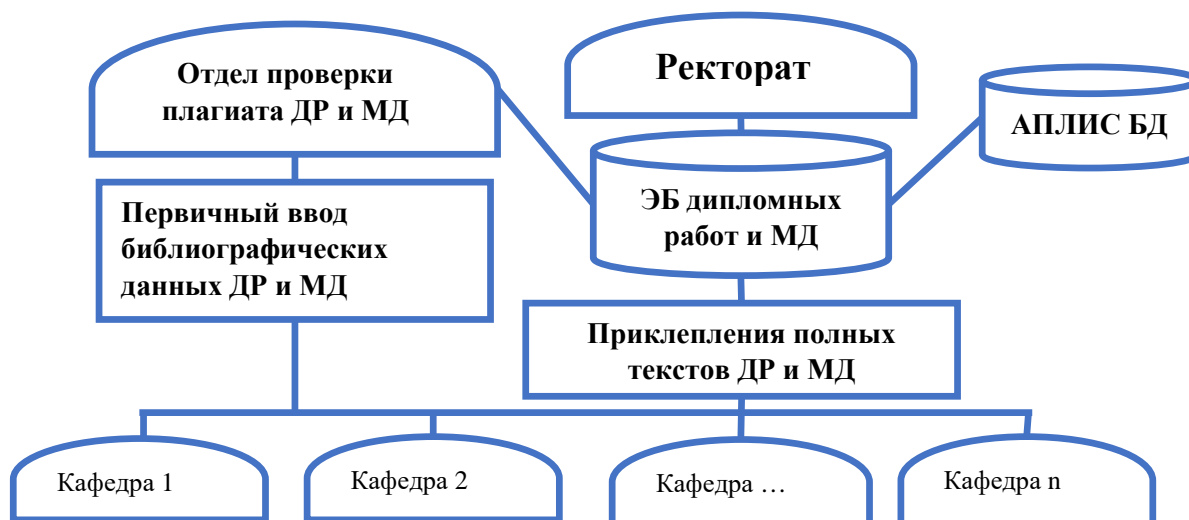 Отдел проверки
плагиата ДР и МД
Ректорат
АПЛИС БД
Первичный ввод
библиографических
данных ДР и МД
ЭБ дипломных
работ и МД
Приклепления полных
текстов ДР и МД
Кафедра 1
Кафедра 2
Кафедра …
Кафедра n